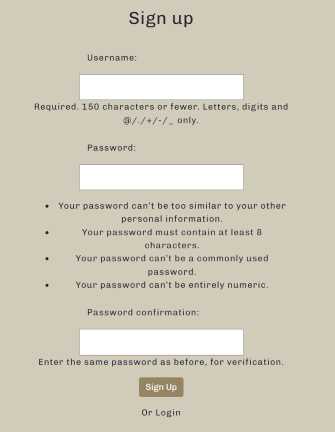 Sign up
Username:
Required. 150 characters or fewer. Letters, digits and
@/./+/-/_ only.
Password:
• Your password can't be too similar to your other
personal information.
• Your password must contain at least 8
characters.
• Your password can't be a commonly used
password.
• Your password can't be entirely numeric.
Password confirmation:
Enter the same password as before, for verification.
Sign Up
Or Login